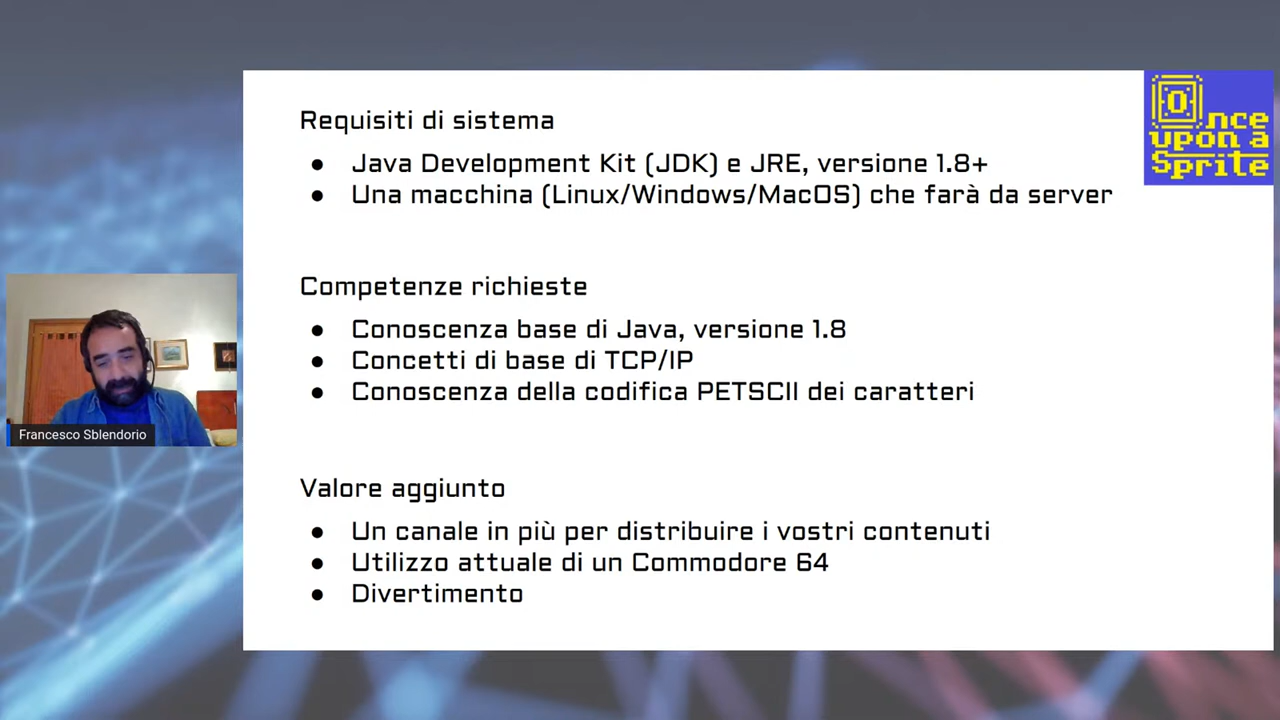 Requisiti di sistema
● Java Development Kit (JDK) e JRE, versione 1.8+
● Una macchina (Linux/Windows/MacOS) che farà da server
Once
upon a
Sprite
Competenze richieste
● Conoscenza base di Java, versione 1.8
● Concetti di base di TCP/IP
● Conoscenza della codifica PETSCII dei caratteri
Francesco Sblendorio
Valore aggiunto
● Un canale in più per distribuire i vostri contenuti
● Utilizzo attuale di un Commodore 64
● Divertimento